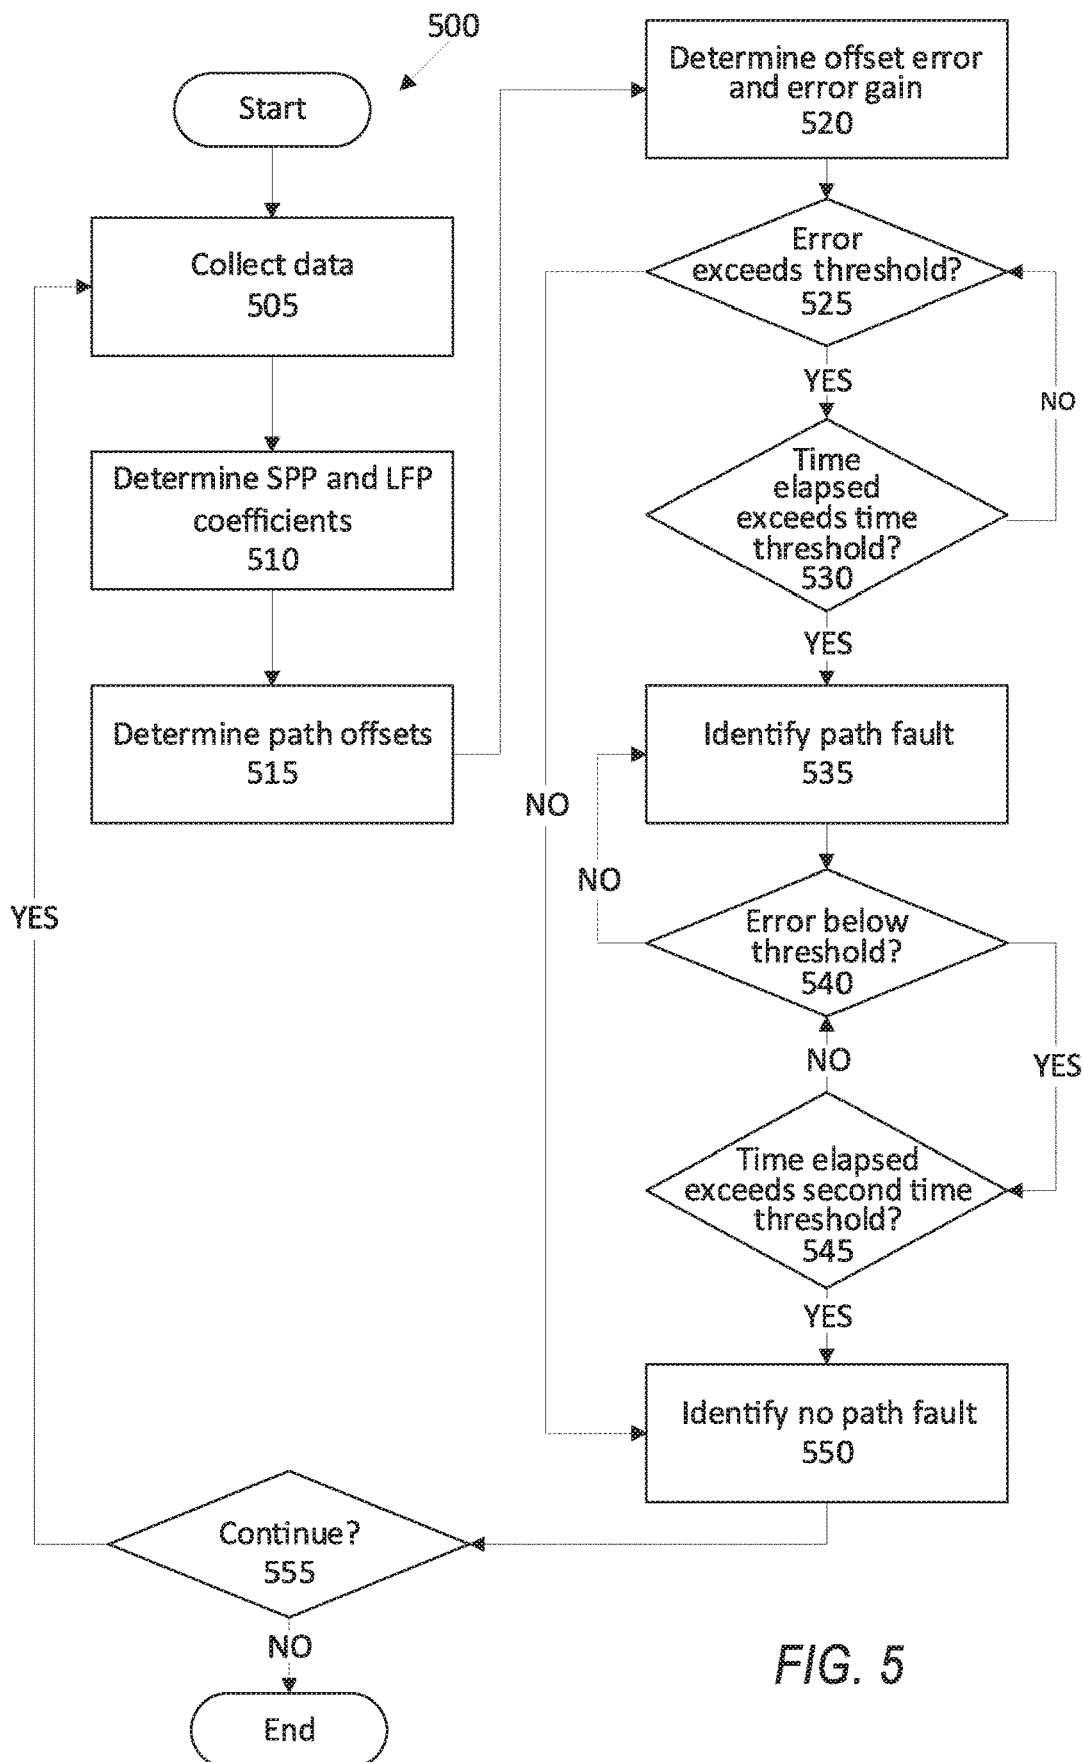 500
Start
Collect data
505
Determine SPP and LFP
coefficients
510
Determine path offsets
515
Determine offset error
and error gain
520
Error
exceeds threshold?
525
YES
NO
Time
elapsed
exceeds time
threshold?
530
YES
Identify path fault
535
NO
NO
Error below
threshold?
540
YES
NO
Time elapsed
exceeds second time
threshold?
545
YES
Identify no path fault
550
YES
Continue?
555
NO
End
FIG. 5